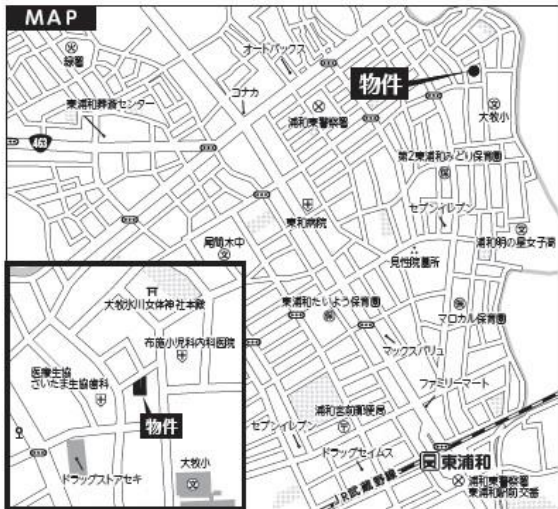 MAP
オートバックス
緑署
物件
コナカ
東浦和葬斎センター
浦和東警察署
大牧小
463
第2東浦和みどり保育園
東和病院
セブンイレブン
尾間木中
浦和明の星女子高
見性院墓所
大牧氷川女体神社本殿
東浦和たいよう保育園
マロカル保育園
布施小児科内科医院
マックスバリュ
医療生協
さいたま生協歯科
ファミリーマート
物件
浦和宮前郵便局
セブンイレブン
ドラッグセイムス
東浦和
大牧小
ドラッグストアセキ
JR武蔵野線
浦和東警察署
東浦和駅前交番